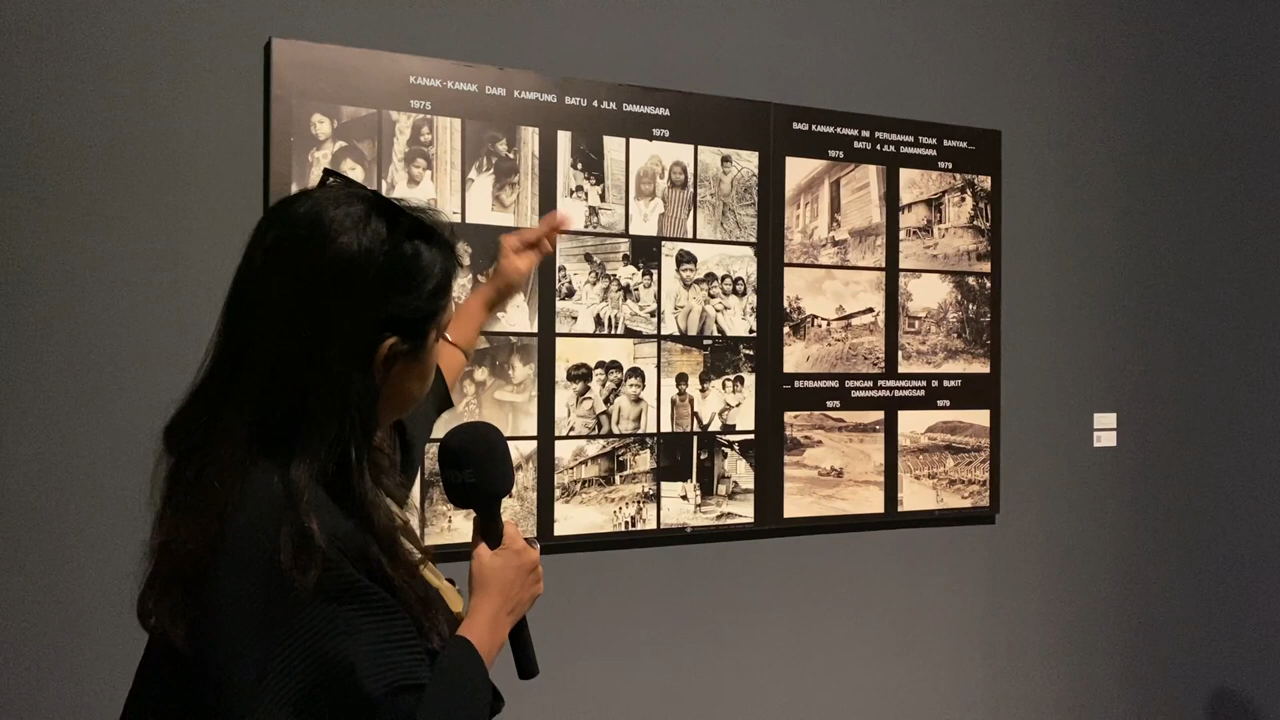 KANAK-KANAK DARI KAMPUNG BATU 4 JLN. DAMANSARA
1975
1979
BAGI KANAK-KANAK INI PERUBAHAN TIDAK BANYAK...
BATU 4 JLN. DAMANSARA
1975
1979
... BERBANDING DENGAN PEMBANGUNAN DI BUKIT
DAMANSARA/BANGSAR
1975
1979